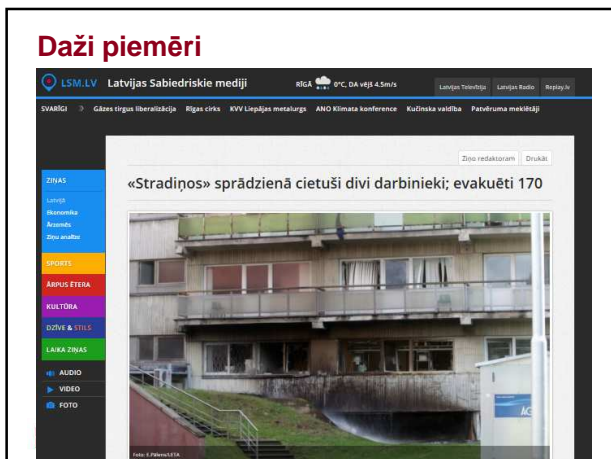 Daži piemēri
LSM.LV Latvijas Sabiedriskie mediji RĪGĀ 0°C, DA vējš 4.5m/s Latvijas Televīzija Latvijas Radio Replay.lv
SVARĪGI Gāzes tirgus liberalizācija Rīgas cirks KVV Liepājas metalurgs ANO Klimata konference Kučinska valdība Patvēruma meklētāji
Ziņo redaktoram Drukāt
«Stradiņos» sprādzienā cietuši divi darbinieki; evakuēti 170
ZIŅAS
Latvijā
Ekonomika
Ārzemēs
Ziņu analīze
SPORTS
ĀRPUS ĒTERA
KULTŪRA
DZĪVE & STILS
LAIKA ZIŅAS
AUDIO
VIDEO
FOTO